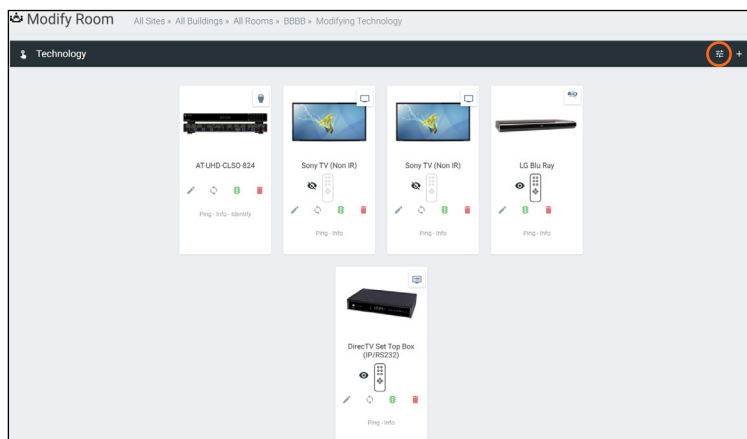 Modify Room All Sites » All Buildings » All Rooms » BBBB » Modifying Technology
Technology
AT-UHD-CLSO-824
Ping - Info - Identify
Sony TV (Non IR)
Ping - Info
Sony TV (Non IR)
Ping - Info
LG Blu Ray
Ping - Info
DirecTV Set Top Box
(IP/RS232)
Ping - Info